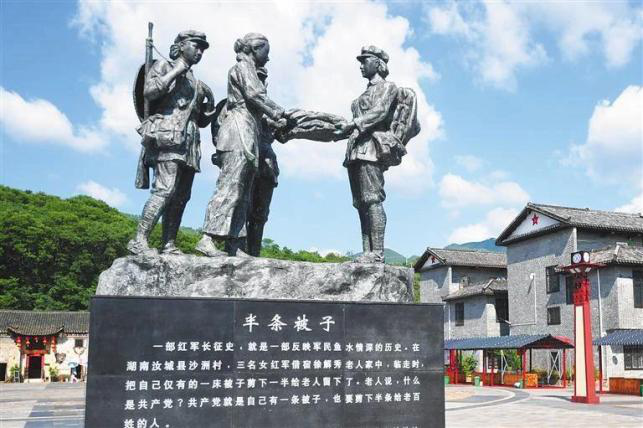 半条被子
一部红军长征史，就是一部反映军民鱼水情深的历史。在
湖南汝城县沙洲村，三名女红军借宿徐解秀老人家中，临走时，
把自己仅有的一床被子剪下一半给老人留下了。老人说，什么
是共产党？共产党就是自己有一条被子，也要剪下半条给老百
姓的人。